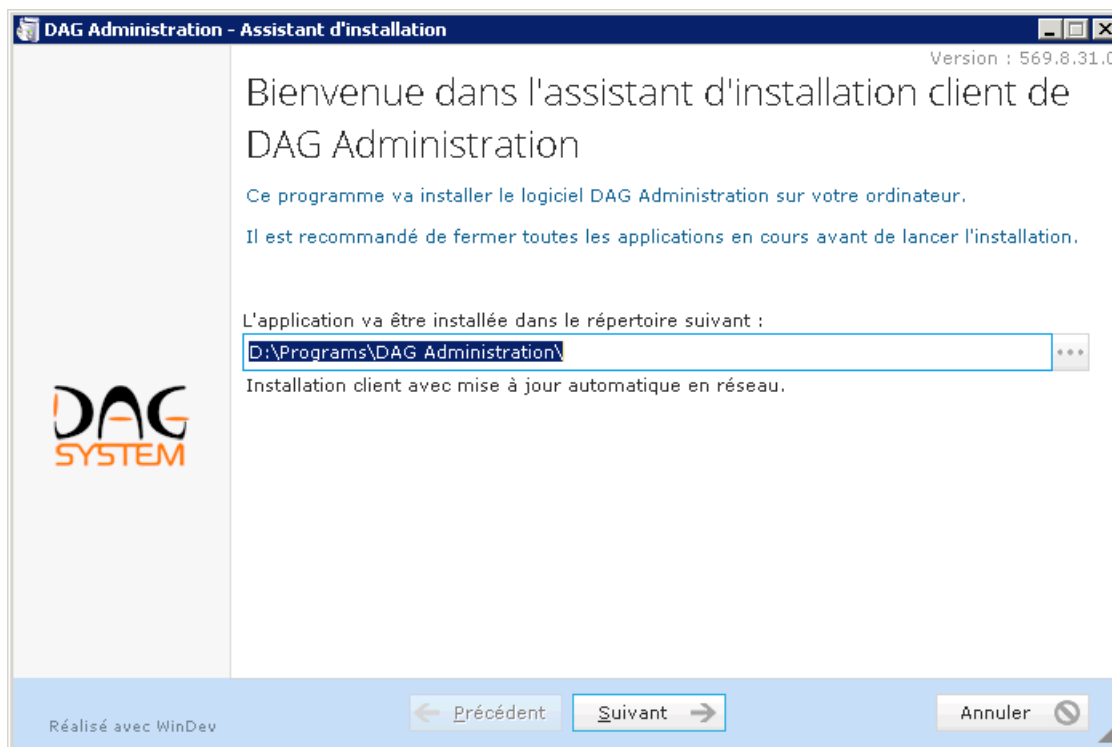 DAG Administration - Assistant d'installation
Version : 569.8.31.0
Bienvenue dans l'assistant d'installation client de
DAG Administration
Ce programme va installer le logiciel DAG Administration sur votre ordinateur.
Il est recommandé de fermer toutes les applications en cours avant de lancer l'installation.
L'application va être installée dans le répertoire suivant :
D:\Programs\DAG Administration\
Installation client avec mise à jour automatique en réseau.
DAG
SYSTEM
Réalisé avec WinDev
Précédent
Suivant
Annuler